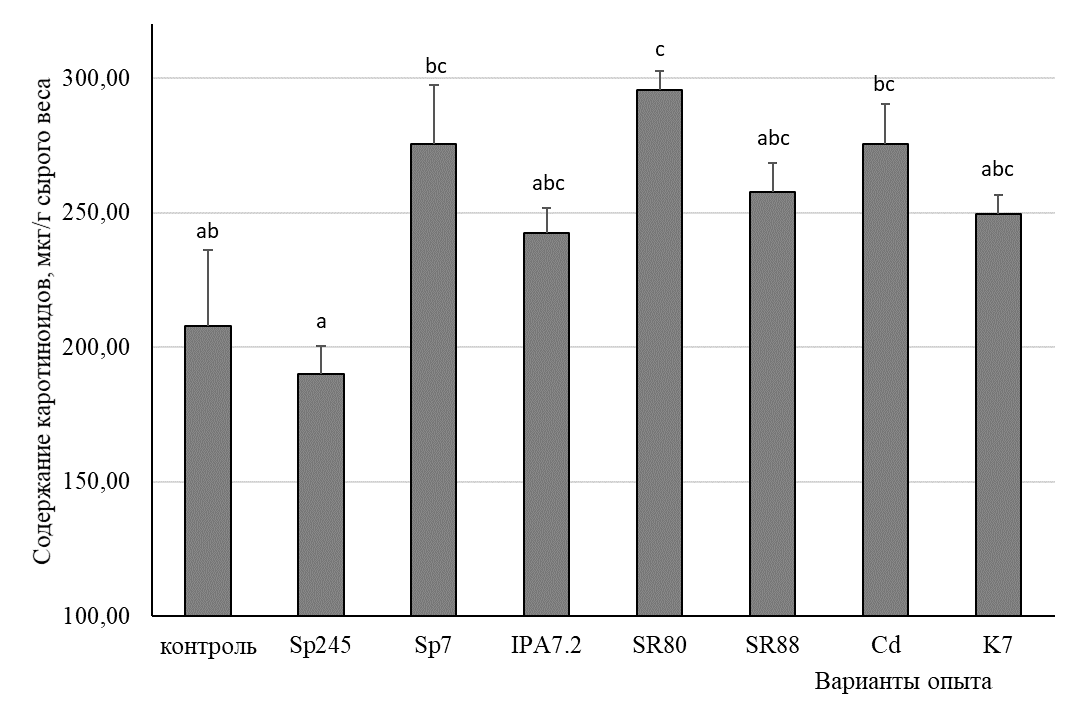 Содержание каротиноидов, мкг/г сырого веса
300,00
250,00
200,00
150,00
100,00
ab
a
bc
abc
c
abc
bc
abc
контроль
Sp245
Sp7
IPA7.2
SR80
SR88
Cd
K7
Варианты опыта